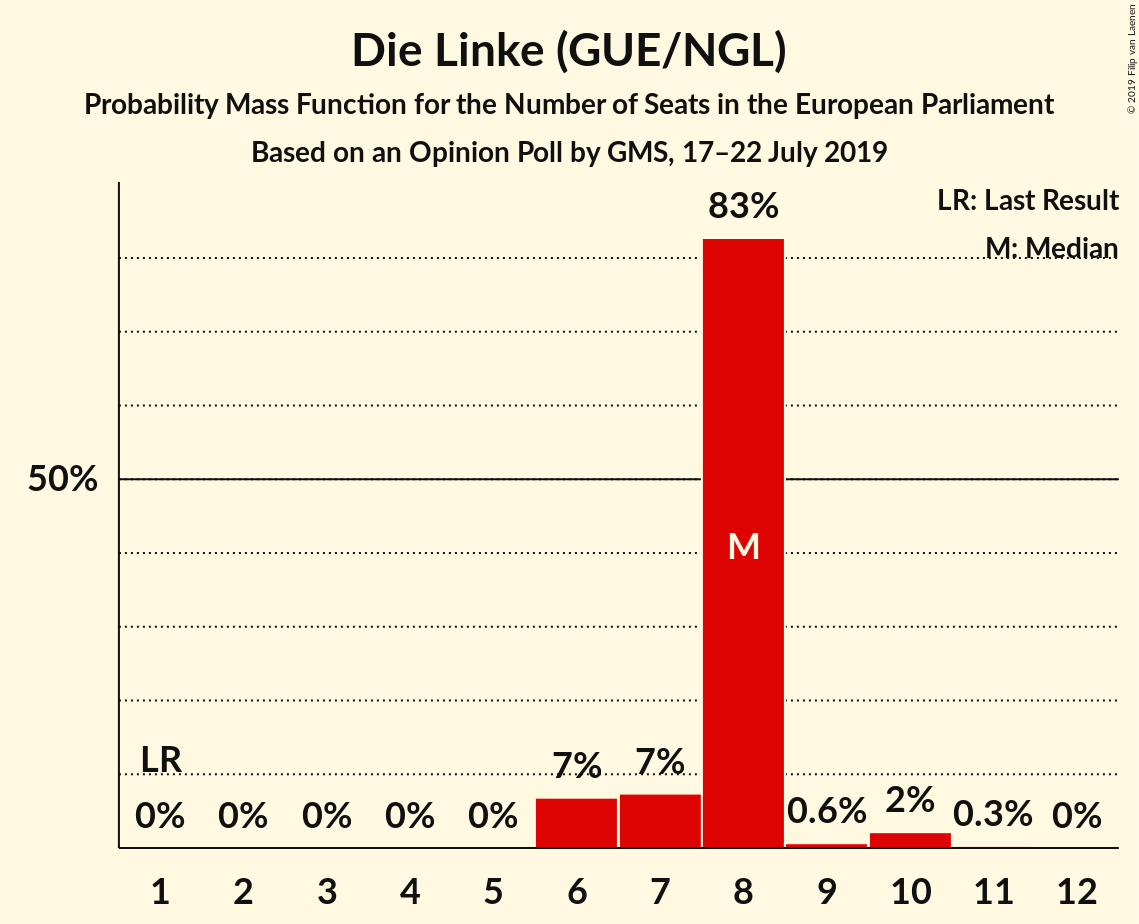 Die Linke (GUE/NGL)
Probability Mass Function for the Number of Seats in the European Parliament
Based on an Opinion Poll by GMS, 17–22 July 2019
© 2019 Filip van Laenen
LR: Last Result
M: Median
50%
83%
M
LR
0%
0%
0%
0%
0%
7%
7%
0.6%
2%
0.3%
0%
1 2 3 4 5 6 7 8 9 10 11 12